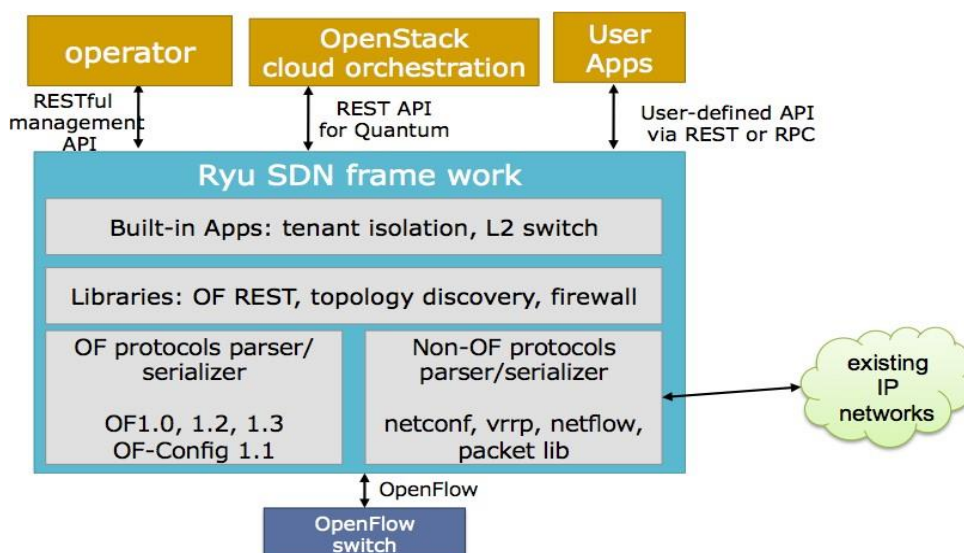 operator
OpenStack
cloud orchestration
User
Apps
RESTful
management
API
REST API
for Quantum
User-defined API
via REST or RPC
Ryu SDN frame work
Built-in Apps: tenant isolation, L2 switch
Libraries: OF REST, topology discovery, firewall
OF protocols parser/
serializer
OF1.0, 1.2, 1.3
OF-Config 1.1
Non-OF protocols
parser/serializer
netconf, vrrp, netflow,
packet lib
existing
IP
networks
OpenFlow
OpenFlow
switch